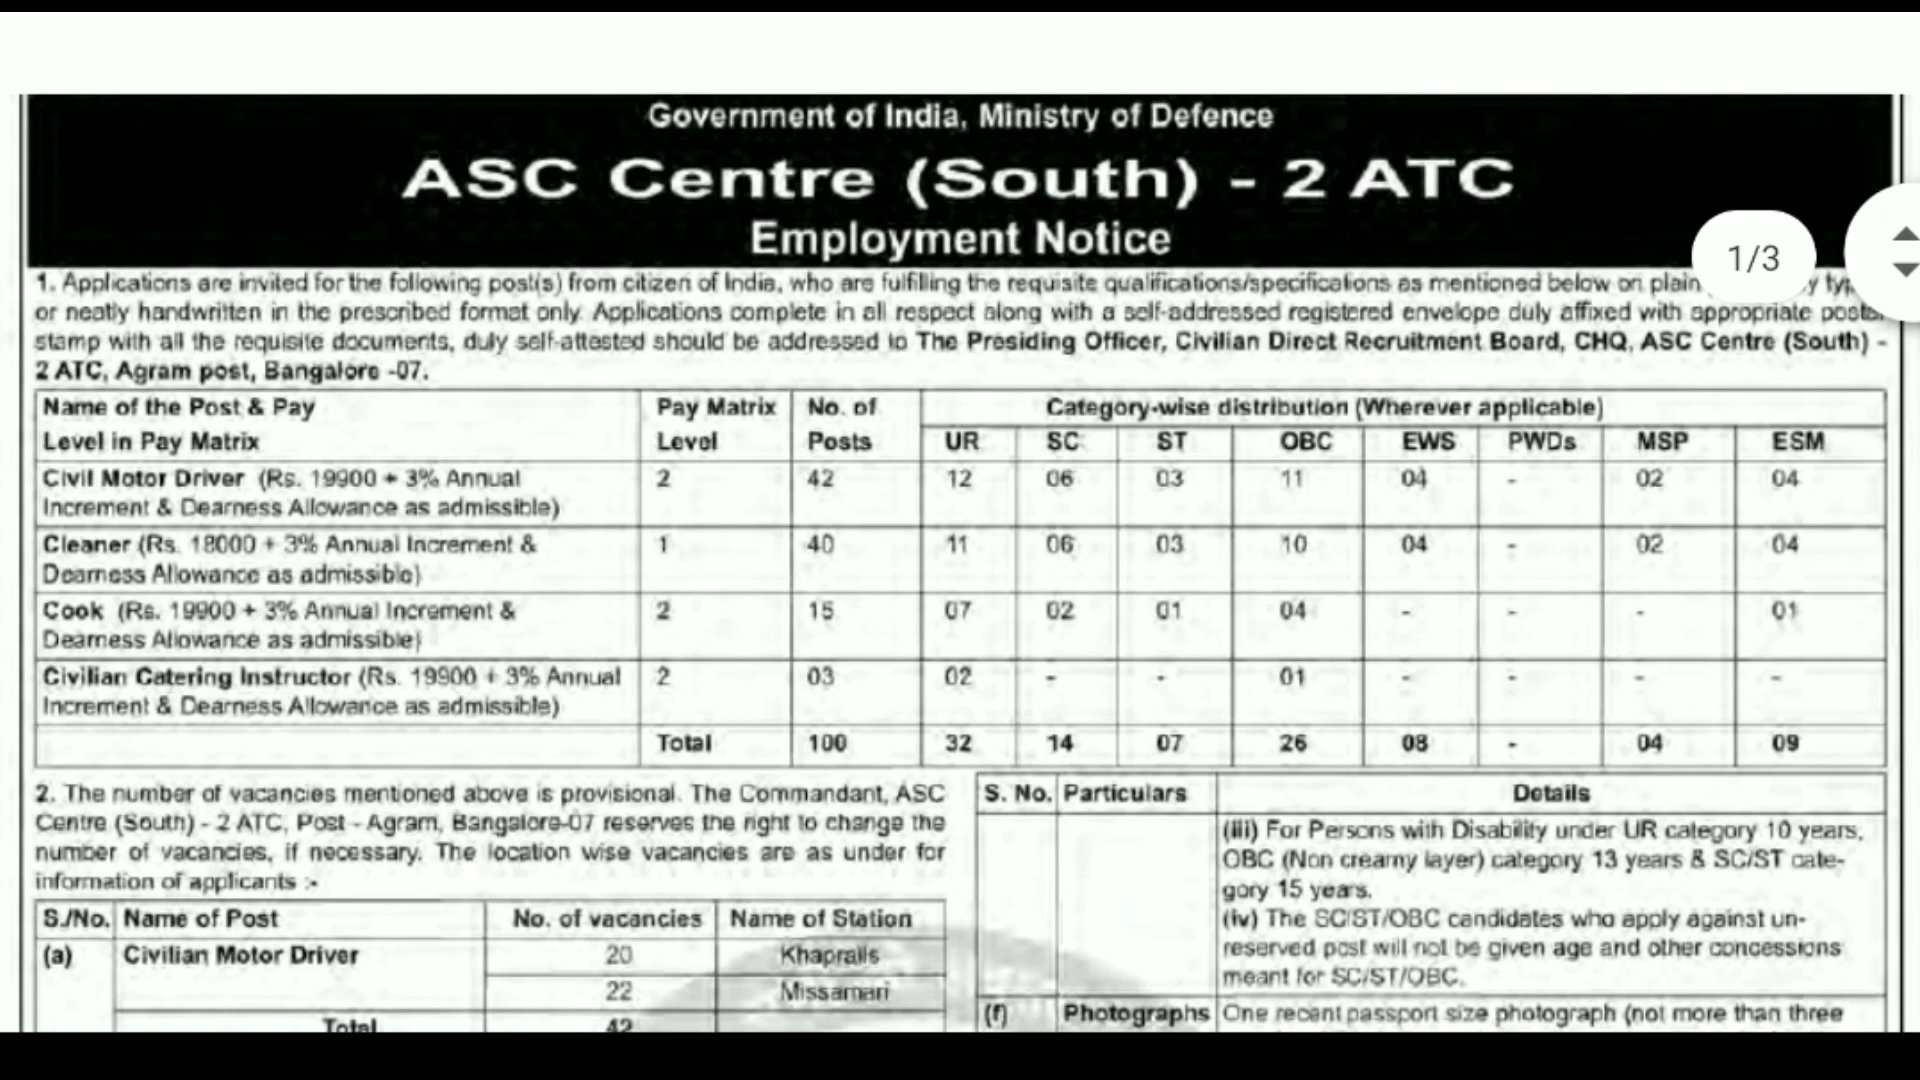 Government of India, Ministry of Defence
ASC Centre (South) - 2 ATC
Employment Notice
1/3
1. Applications are invited for the following post(s) from citizen of India, who are fulfilling the requisite qualifications/specifications as mentioned below on plain
or neatly handwritten in the prescribed format only. Applications complete in all respect along with a self-addressed registered envelope duly affixed with appropriate
stamp with all the requisite documents, duly self-attested should be addressed to The Presiding Officer, Civilian Direct Recruitment Board, CHQ, ASC Centre (South) -
2 ATC, Agram post, Bangalore -07.
Name of the Post & Pay Pay Matrix No. of Category-wise distribution (Wherever applicable)
Level in Pay Matrix Level Posts UR SC ST OBC EWS PWDs MSP ESM
Civil Motor Driver (Rs. 19900 + 3% Annual 2 42 12 06 03 11 04 - 02 04
Increment & Dearness Allowance as admissible)
Cleaner (Rs. 18000 + 3% Annual Increment & 1 40 11 06 03 10 04 - 02 04
Dearness Allowance as admissible)
Cook (Rs. 19900 + 3% Annual Increment & 2 15 07 02 01 04 - - - 01
Dearness Allowance as admissible)
Civilian Catering Instructor (Rs. 19900 + 3% Annual 2 03 02 - - 01 - - - -
Increment & Dearness Allowance as admissible)
Total 100 32 14 07 26 08 - 04 09
2. The number of vacancies mentioned above is provisional. The Commandant, ASC
Centre (South) - 2 ATC, Post - Agram, Bangalore-07 reserves the right to change the
number of vacancies, if necessary. The location wise vacancies are as under for
information of applicants :-
S./No. Name of Post No. of vacancies Name of Station
(a) Civilian Motor Driver 20 Khaprails
22 Missamari
Total 42
S. No. Particulars Details
(iii) For Persons with Disability under UR category 10 years,
OBC (Non creamy layer) category 13 years & SC/ST cate-
gory 15 years.
(iv) The SC/ST/OBC candidates who apply against un-
reserved post will not be given age and other concessions
meant for SC/ST/OBC.
(f) Photographs One recent passport size photograph (not more than three